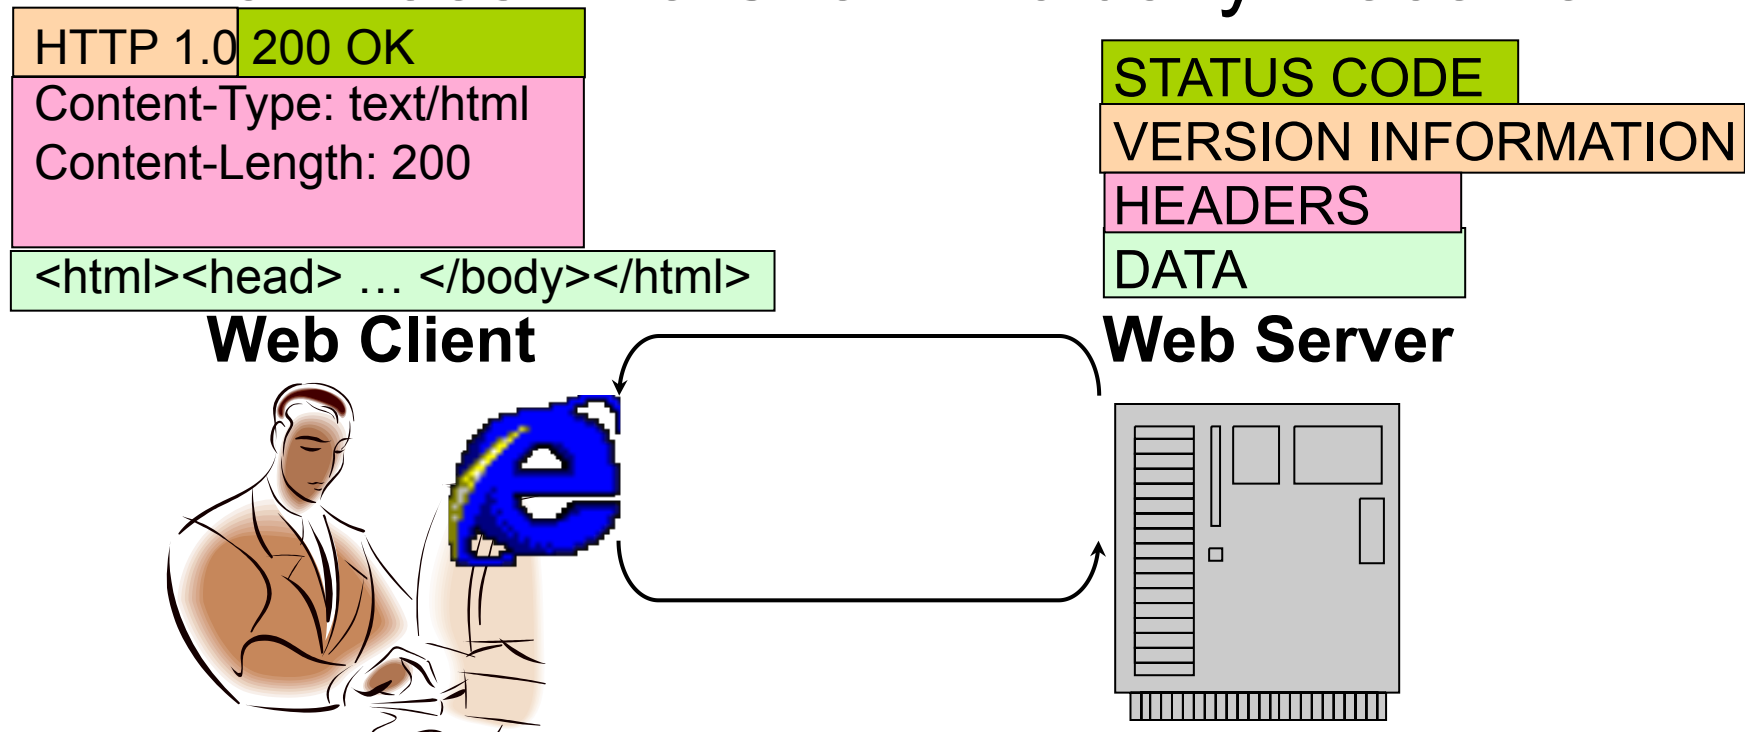 HTTP 1.0 200 OK
Content-Type: text/html
Content-Length: 200
<html><head> … </body></html>
STATUS CODE
VERSION INFORMATION
HEADERS
DATA
Web Client
Web Server